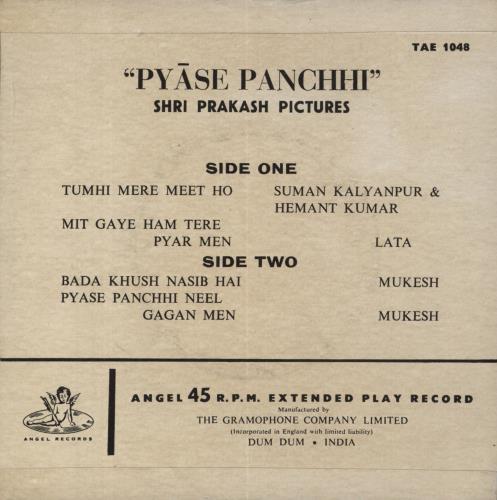 TAE 1048
"PYĀSE PANCHHI"
SHRI PRAKASH PICTURES
SIDE ONE
TUMHI MERE MEET HO SUMAN KALYANPUR &
HEMANT KUMAR
MIT GAYE HAM TERE
PYAR MEN LATA
SIDE TWO
BADA KHUSH NASIB HAI MUKESH
PYASE PANCHHI NEEL
GAGAN MEN MUKESH
ANGEL 45 R.P.M. EXTENDED PLAY RECORD
Manufactured by
THE GRAMOPHONE COMPANY LIMITED
(Incorporated in England with limited liability)
DUM DUM • INDIA
ANGEL RECORDS